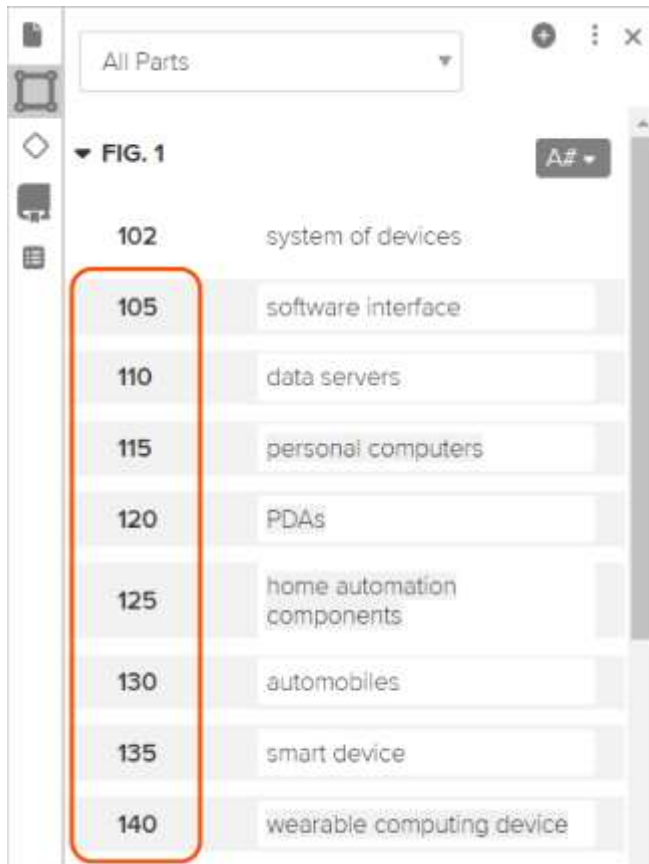 All Parts
FIG. 1
A#
102 system of devices
105 software interface
110 data servers
115 personal computers
120 PDAs
125 home automation
components
130 automobiles
135 smart device
140 wearable computing device